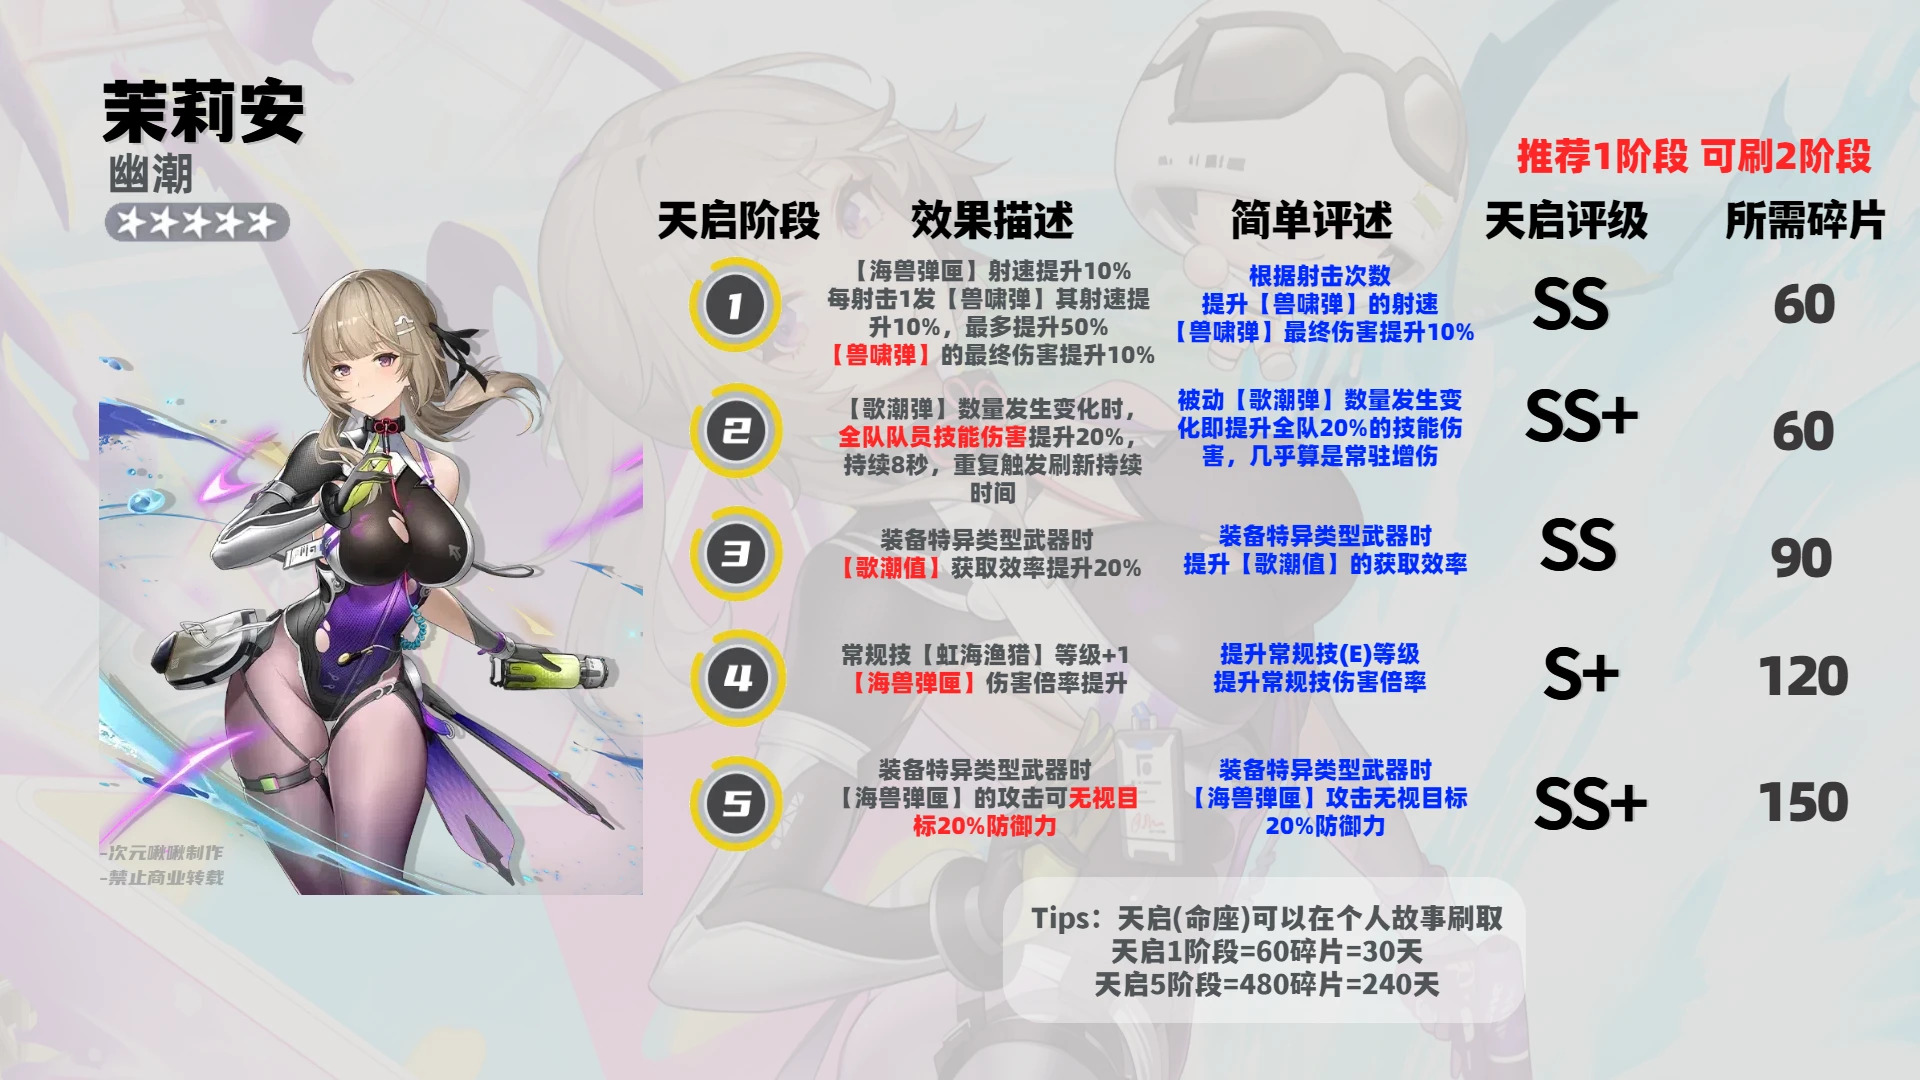 茉莉安
幽潮
推荐1阶段 可刷2阶段
天启阶段 效果描述 简单评述 天启评级 所需碎片
1
【海兽弹匣】射速提升10%
每射击1发【兽啸弹】其射速提
升10%，最多提升50%
【兽啸弹】的最终伤害提升10%
根据射击次数
提升【兽啸弹】的射速
【兽啸弹】最终伤害提升10%
SS
60
2
【歌潮弹】数量发生变化时，
全队队员技能伤害提升20%，
持续8秒，重复触发刷新持续
时间
被动【歌潮弹】数量发生变
化即提升全队20%的技能伤
害，几乎算是常驻增伤
SS+
60
3
装备特异类型武器时
【歌潮值】获取效率提升20%
装备特异类型武器时
提升【歌潮值】的获取效率
SS
90
4
常规技【虹海渔猎】等级+1
【海兽弹匣】伤害倍率提升
提升常规技(E)等级
提升常规技伤害倍率
S+
120
5
装备特异类型武器时
【海兽弹匣】的攻击可无视目
标20%防御力
装备特异类型武器时
【海兽弹匣】攻击无视目标
20%防御力
SS+
150
-次元啾啾制作
-禁止商业转载
Tips：天启(命座)可以在个人故事刷取
天启1阶段=60碎片=30天
天启5阶段=480碎片=240天